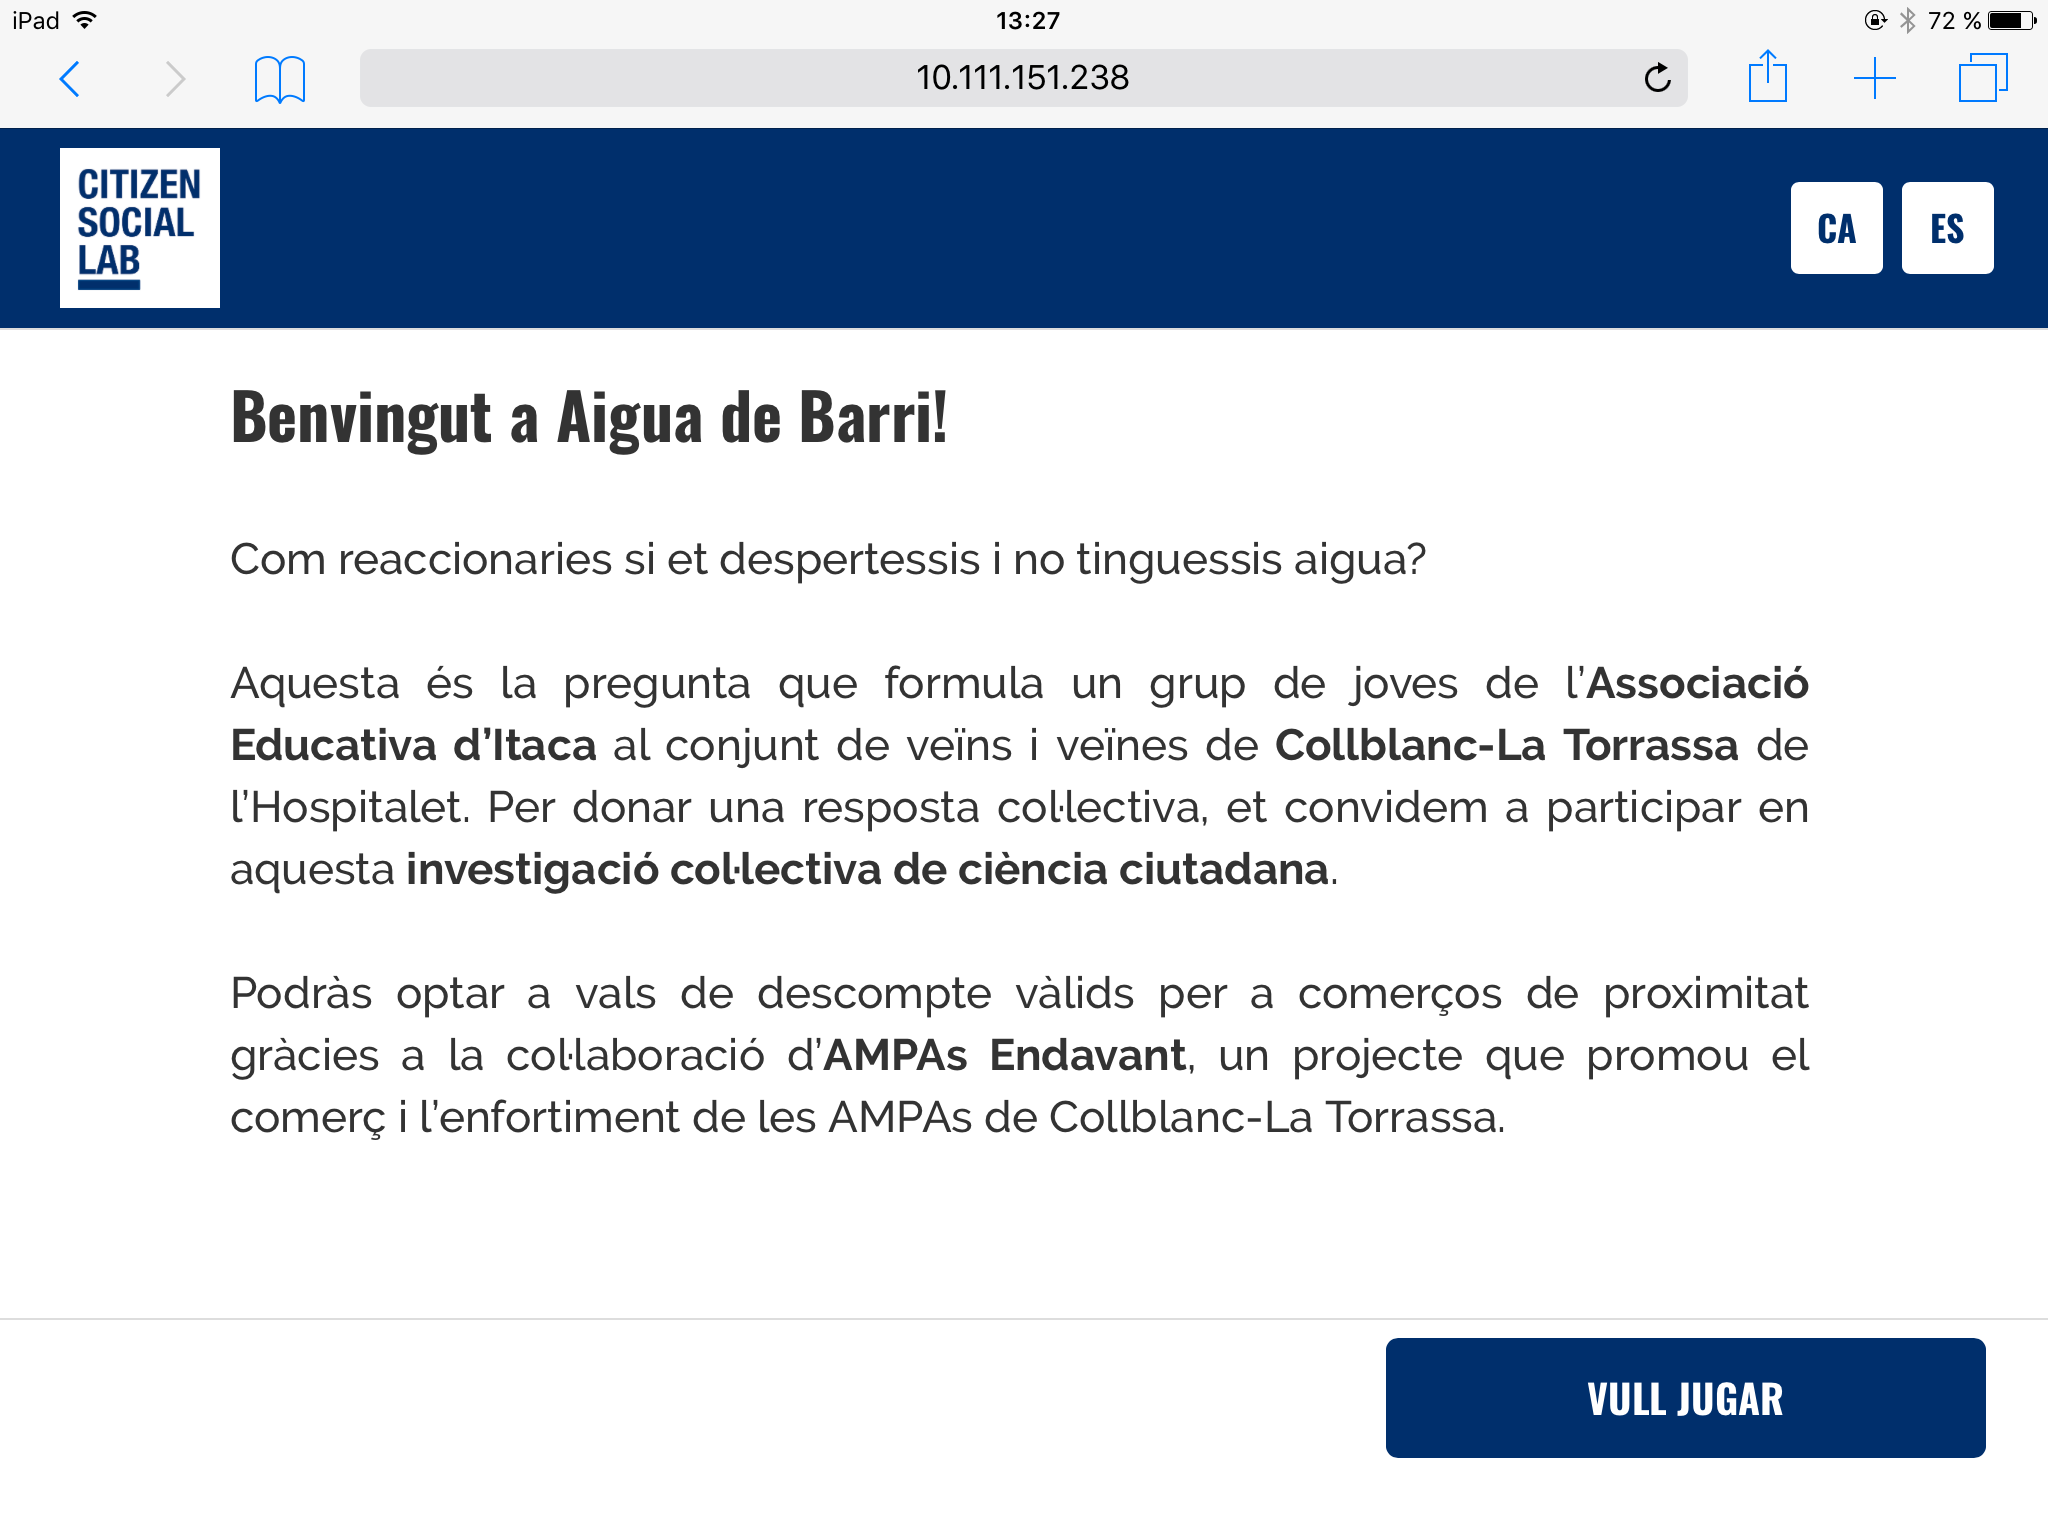 iPad
13:27
72 %
10.111.151.238
CITIZEN
SOCIAL
LAB
CA
ES
Benvingut a Aigua de Barri!
Com reaccionaries si et despertessis i no tinguessis aigua?
Aquesta és la pregunta que formula un grup de joves de l’Associació
Educativa d’Itaca al conjunt de veïns i veïnes de Collblanc-La Torrassa de
l’Hospitalet. Per donar una resposta col·lectiva, et convidem a participar en
aquesta investigació col·lectiva de ciència ciutadana.
Podràs optar a vals de descompte vàlids per a comerços de proximitat
gràcies a la col·laboració d’AMPAs Endavant, un projecte que promou el
comerç i l’enfortiment de les AMPAs de Collblanc-La Torrassa.
VULL JUGAR